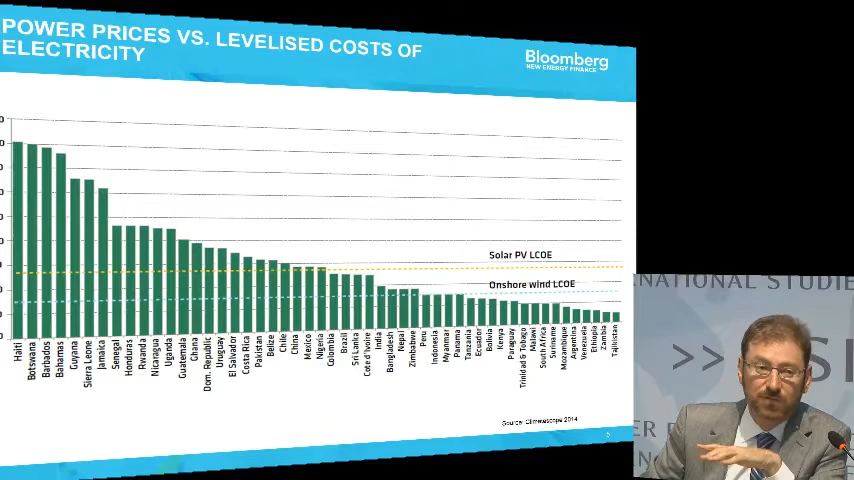 POWER PRICES VS. LEVELISED COSTS OF
ELECTRICITY
Bloomberg
NEW ENERGY FINANCE
Solar PV LCOE
Onshore wind LCOE
Haiti
Botswana
Barbados
Bahamas
Guyana
Sierra Leone
Jamaica
Senegal
Honduras
Rwanda
Nicaragua
Uganda
Guatemala
Ghana
Dom. Republic
Uruguay
El Salvador
Costa Rica
Pakistan
Belize
Chile
China
Mexico
Nigeria
Colombia
Brazil
Sri Lanka
Cote d'Ivoire
India
Bangladesh
Nepal
Zimbabwe
Peru
Indonesia
Myanmar
Panama
Tanzania
Ecuador
Bolivia
Kenya
Paraguay
Trinidad & Tobago
Malawi
South Africa
Suriname
Mozambique
Argentina
Venezuela
Ethiopia
Zambia
Tajikistan
Source: Climatescope 2014
INTERNATIONAL STUDIES
>>